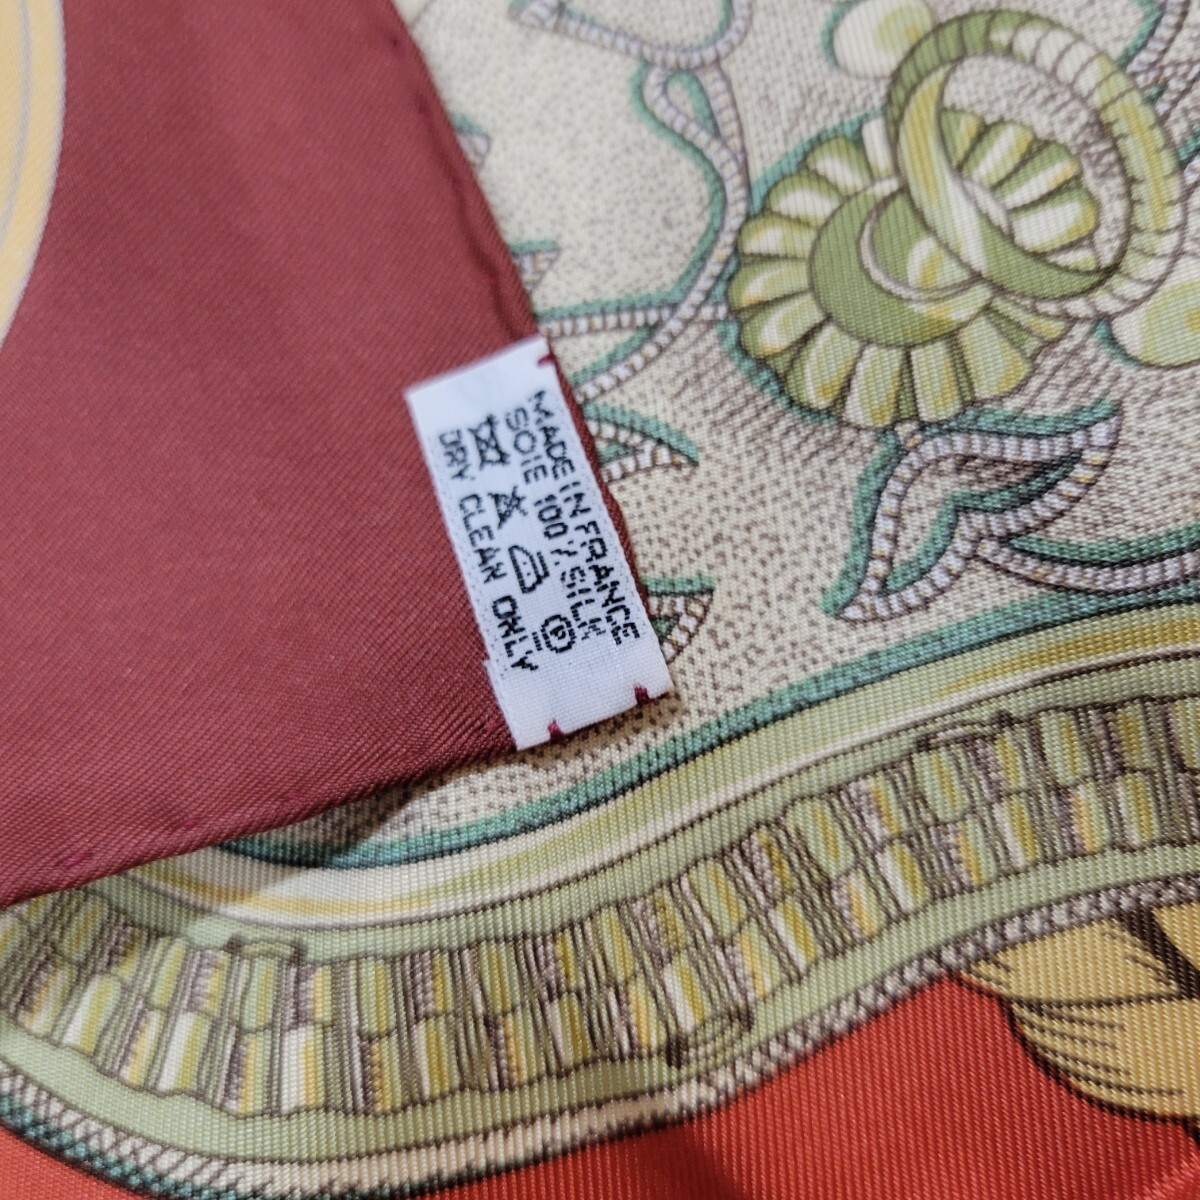 MADE IN FRANCE
SOIE 100% SILK
P
DRY CLEAN ONLY